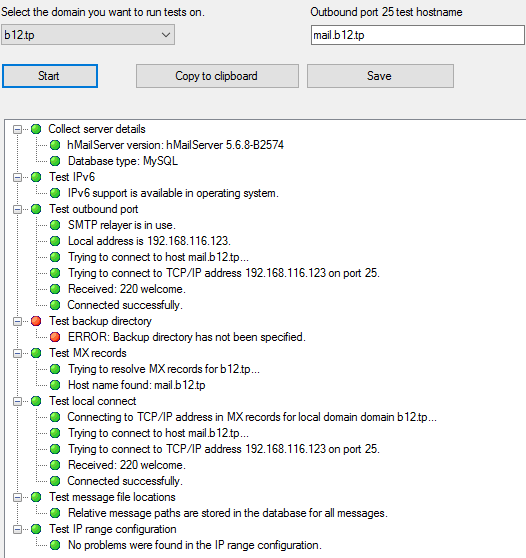 Select the domain you want to run tests on.
Outbound port 25 test hostname
b12.tp
mail.b12.tp
Start
Copy to clipboard
Save
Collect server details
hMailServer version: hMailServer 5.6.8-B2574
Database type: MySQL
Test IPv6
IPv6 support is available in operating system.
Test outbound port
SMTP relayer is in use.
Local address is 192.168.116.123.
Trying to connect to host mail.b12.tp...
Trying to connect to TCP/IP address 192.168.116.123 on port 25.
Received: 220 welcome.
Connected successfully.
Test backup directory
ERROR: Backup directory has not been specified.
Test MX records
Trying to resolve MX records for b12.tp...
Host name found: mail.b12.tp
Test local connect
Connecting to TCP/IP address in MX records for local domain domain b12.tp...
Trying to connect to host mail.b12.tp...
Trying to connect to TCP/IP address 192.168.116.123 on port 25.
Received: 220 welcome.
Connected successfully.
Test message file locations
Relative message paths are stored in the database for all messages.
Test IP range configuration
No problems were found in the IP range configuration.